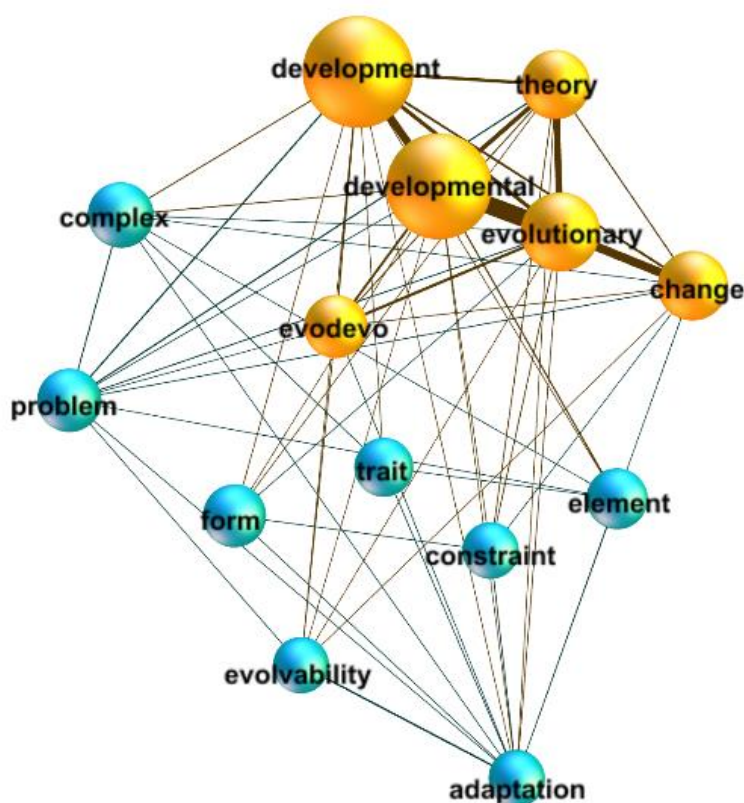 development
theory
developmental
complex
evolutionary
change
evodevo
problem
trait
element
form
constraint
evolvability
adaptation